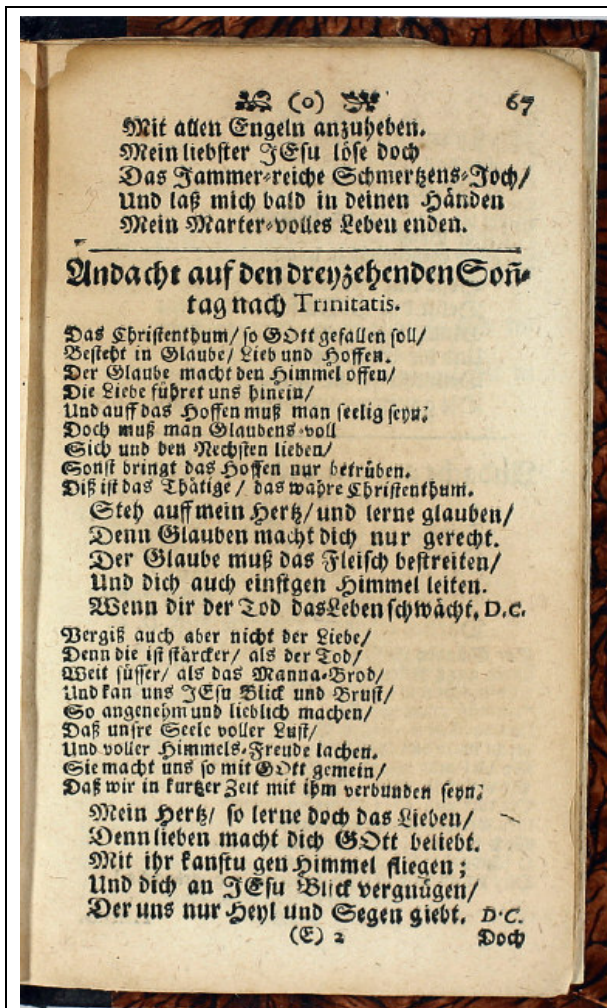 (o) 67
Mit allen Engeln anzuheben.
Mein liebster JEsu löse doch
Das Jammer-reiche Schmertzens-Joch/
Und laß mich bald in deinen Händen
Mein Marter-volles Leben enden.
Andacht auf den dreyzehenden Soñ-
tag nach Trinitatis.
Das Christenthum/ so GOtt gefallen soll/
Besteht in Glaube/ Lieb und Hoffen.
Der Glaube macht den Himmel offen/
Die Liebe führet uns hinein/
Und auff das Hoffen muß man seelig seyn:
Doch muß man Glaubens-voll
Sich und den Nechsten lieben/
Sonst bringt das Hoffen nur betrüben.
Diß ist das Thätige/ das wahre Christenthum.
Steh auff mein Hertz/ und lerne glauben/
Denn Glauben macht dich nur gerecht.
Der Glaube muß das Fleisch bestreiten/
Und dich auch einst gen Himmel leiten.
Wenn dir der Tod das Leben schwächt. D.C.
Vergiß auch aber nicht der Liebe/
Denn die ist stärcker/ als der Tod/
Weit süsser/ als das Manna-Brod/
Und kan uns JEsu Blick und Brust/
So angenehm und lieblich machen/
Daß unsre Seele voller Lust/
Und voller Himmels-Freude lachen.
Sie macht uns so mit GOtt gemein/
Daß wir in kurtzer Zeit mit ihm verbunden seyn:
Mein Hertz/ so lerne doch das Lieben/
Denn lieben macht dich GOtt beliebt.
Mit ihr kanstu gen Himmel fliegen;
Und dich an JEsu Blick vergnügen/
Der uns nur Heyl und Segen giebt. D.C.
(E) 2 Doch